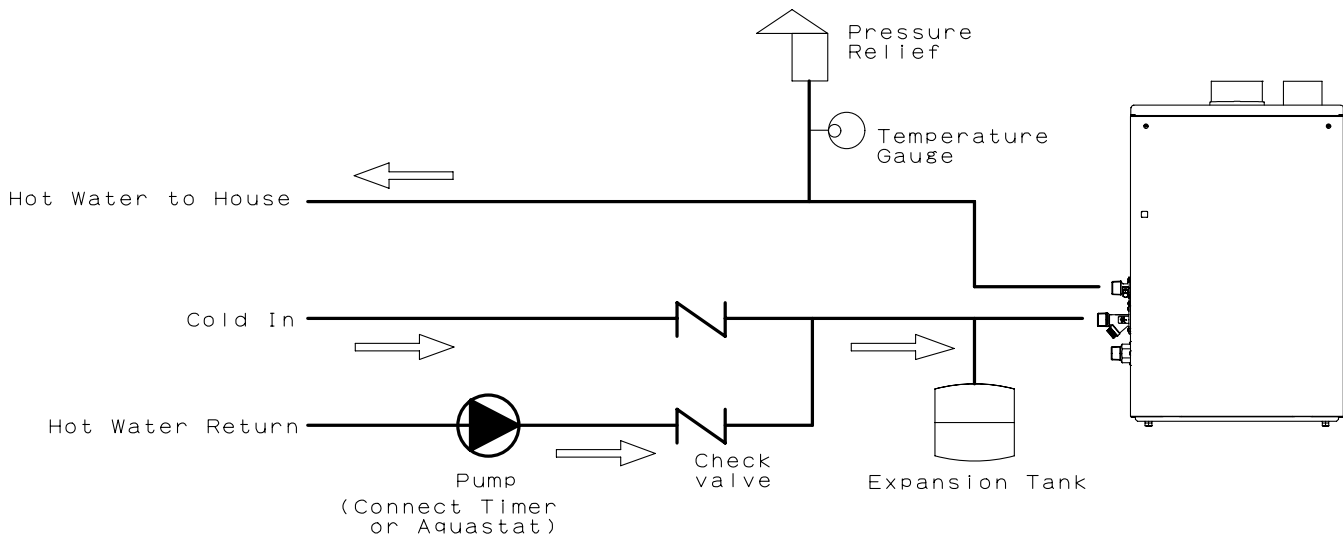 Pressure
Relief
Temperature
Gauge
Hot Water to House
Cold In
Hot Water Return
Check
valve
Pump
(Connect Timer
or Aquastat)
Expansion Tank